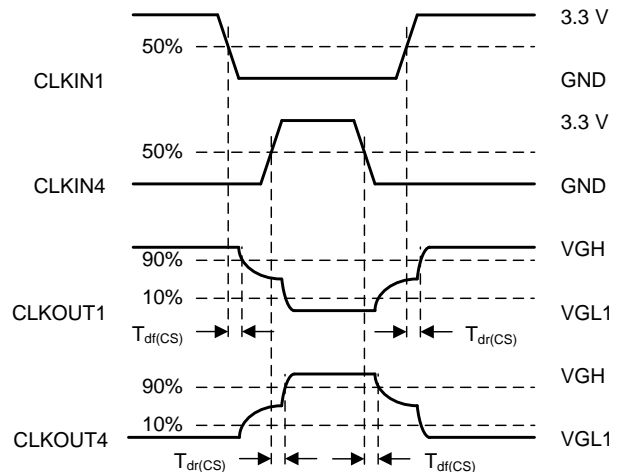 3.3 V
50%
CLKIN1
GND
3.3 V
50%
CLKIN4
GND
VGH
90%
10%
CLKOUT1
VGL1
Tdf(CS)
Tdr(CS)
VGH
90%
10%
CLKOUT4
VGL1
Tdr(CS)
Tdf(CS)